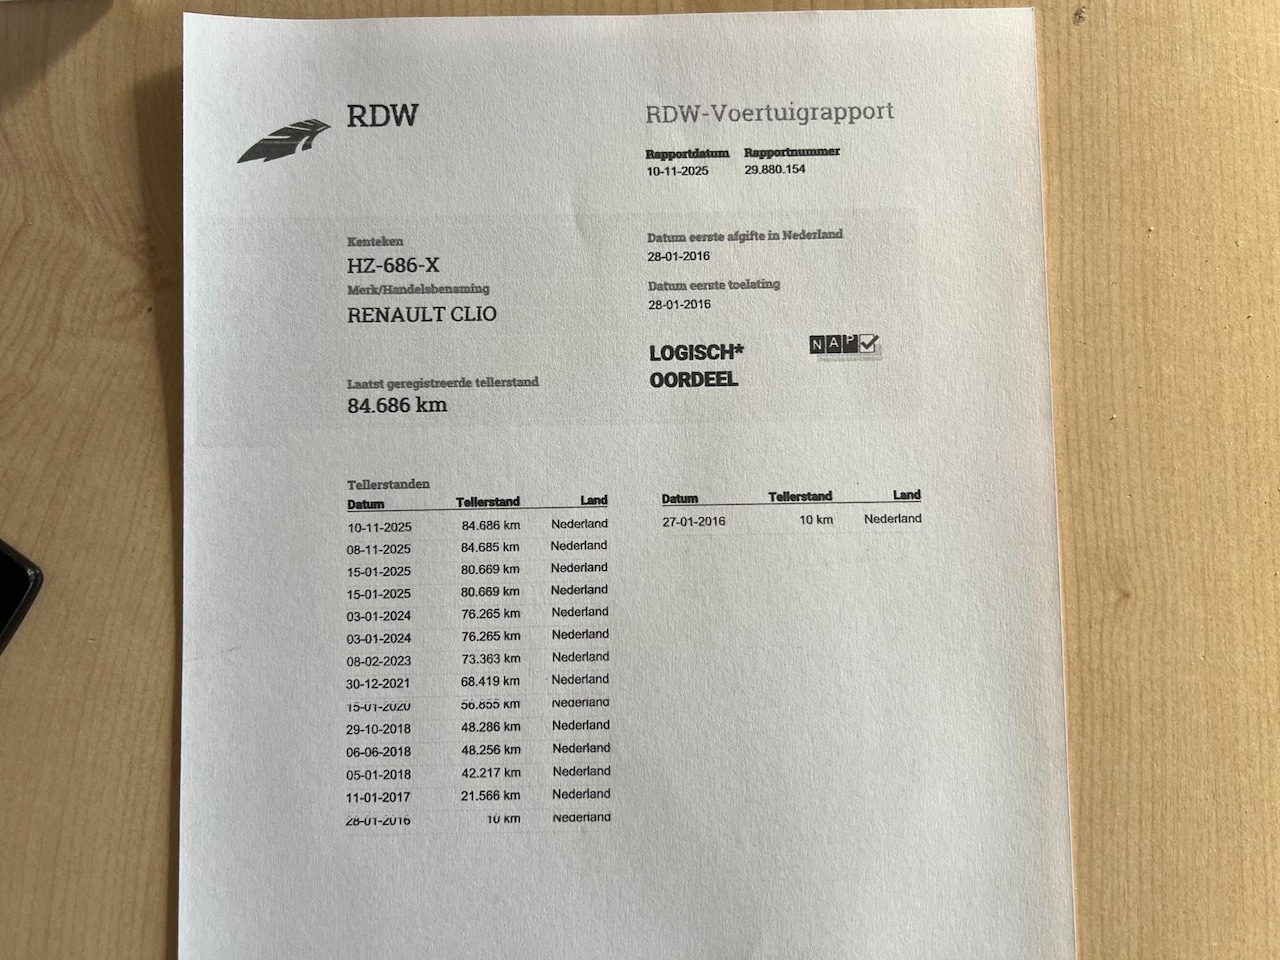 RDW
RDW-Voertuigrapport
Rapportdatum Rapportnummer
10-11-2025 29.880.154
Kenteken
HZ-686-X
Merk/Handelsbenaming
RENAULT CLIO
Laatst geregistreerde tellerstand
84.686 km
Datum eerste afgifte in Nederland
28-01-2016
Datum eerste toelating
28-01-2016
LOGISCH*
OORDEEL
NAP
Tellerstanden
Datum Tellerstand Land
10-11-2025 84.686 km Nederland
08-11-2025 84.685 km Nederland
15-01-2025 80.669 km Nederland
15-01-2025 80.669 km Nederland
03-01-2024 76.265 km Nederland
03-01-2024 76.265 km Nederland
08-02-2023 73.363 km Nederland
30-12-2021 68.419 km Nederland
15-01-2020 56.855 km Nederland
29-10-2018 48.286 km Nederland
06-06-2018 48.256 km Nederland
05-01-2018 42.217 km Nederland
11-01-2017 21.566 km Nederland
28-01-2016 10 km Nederland
Datum Tellerstand Land
27-01-2016 10 km Nederland